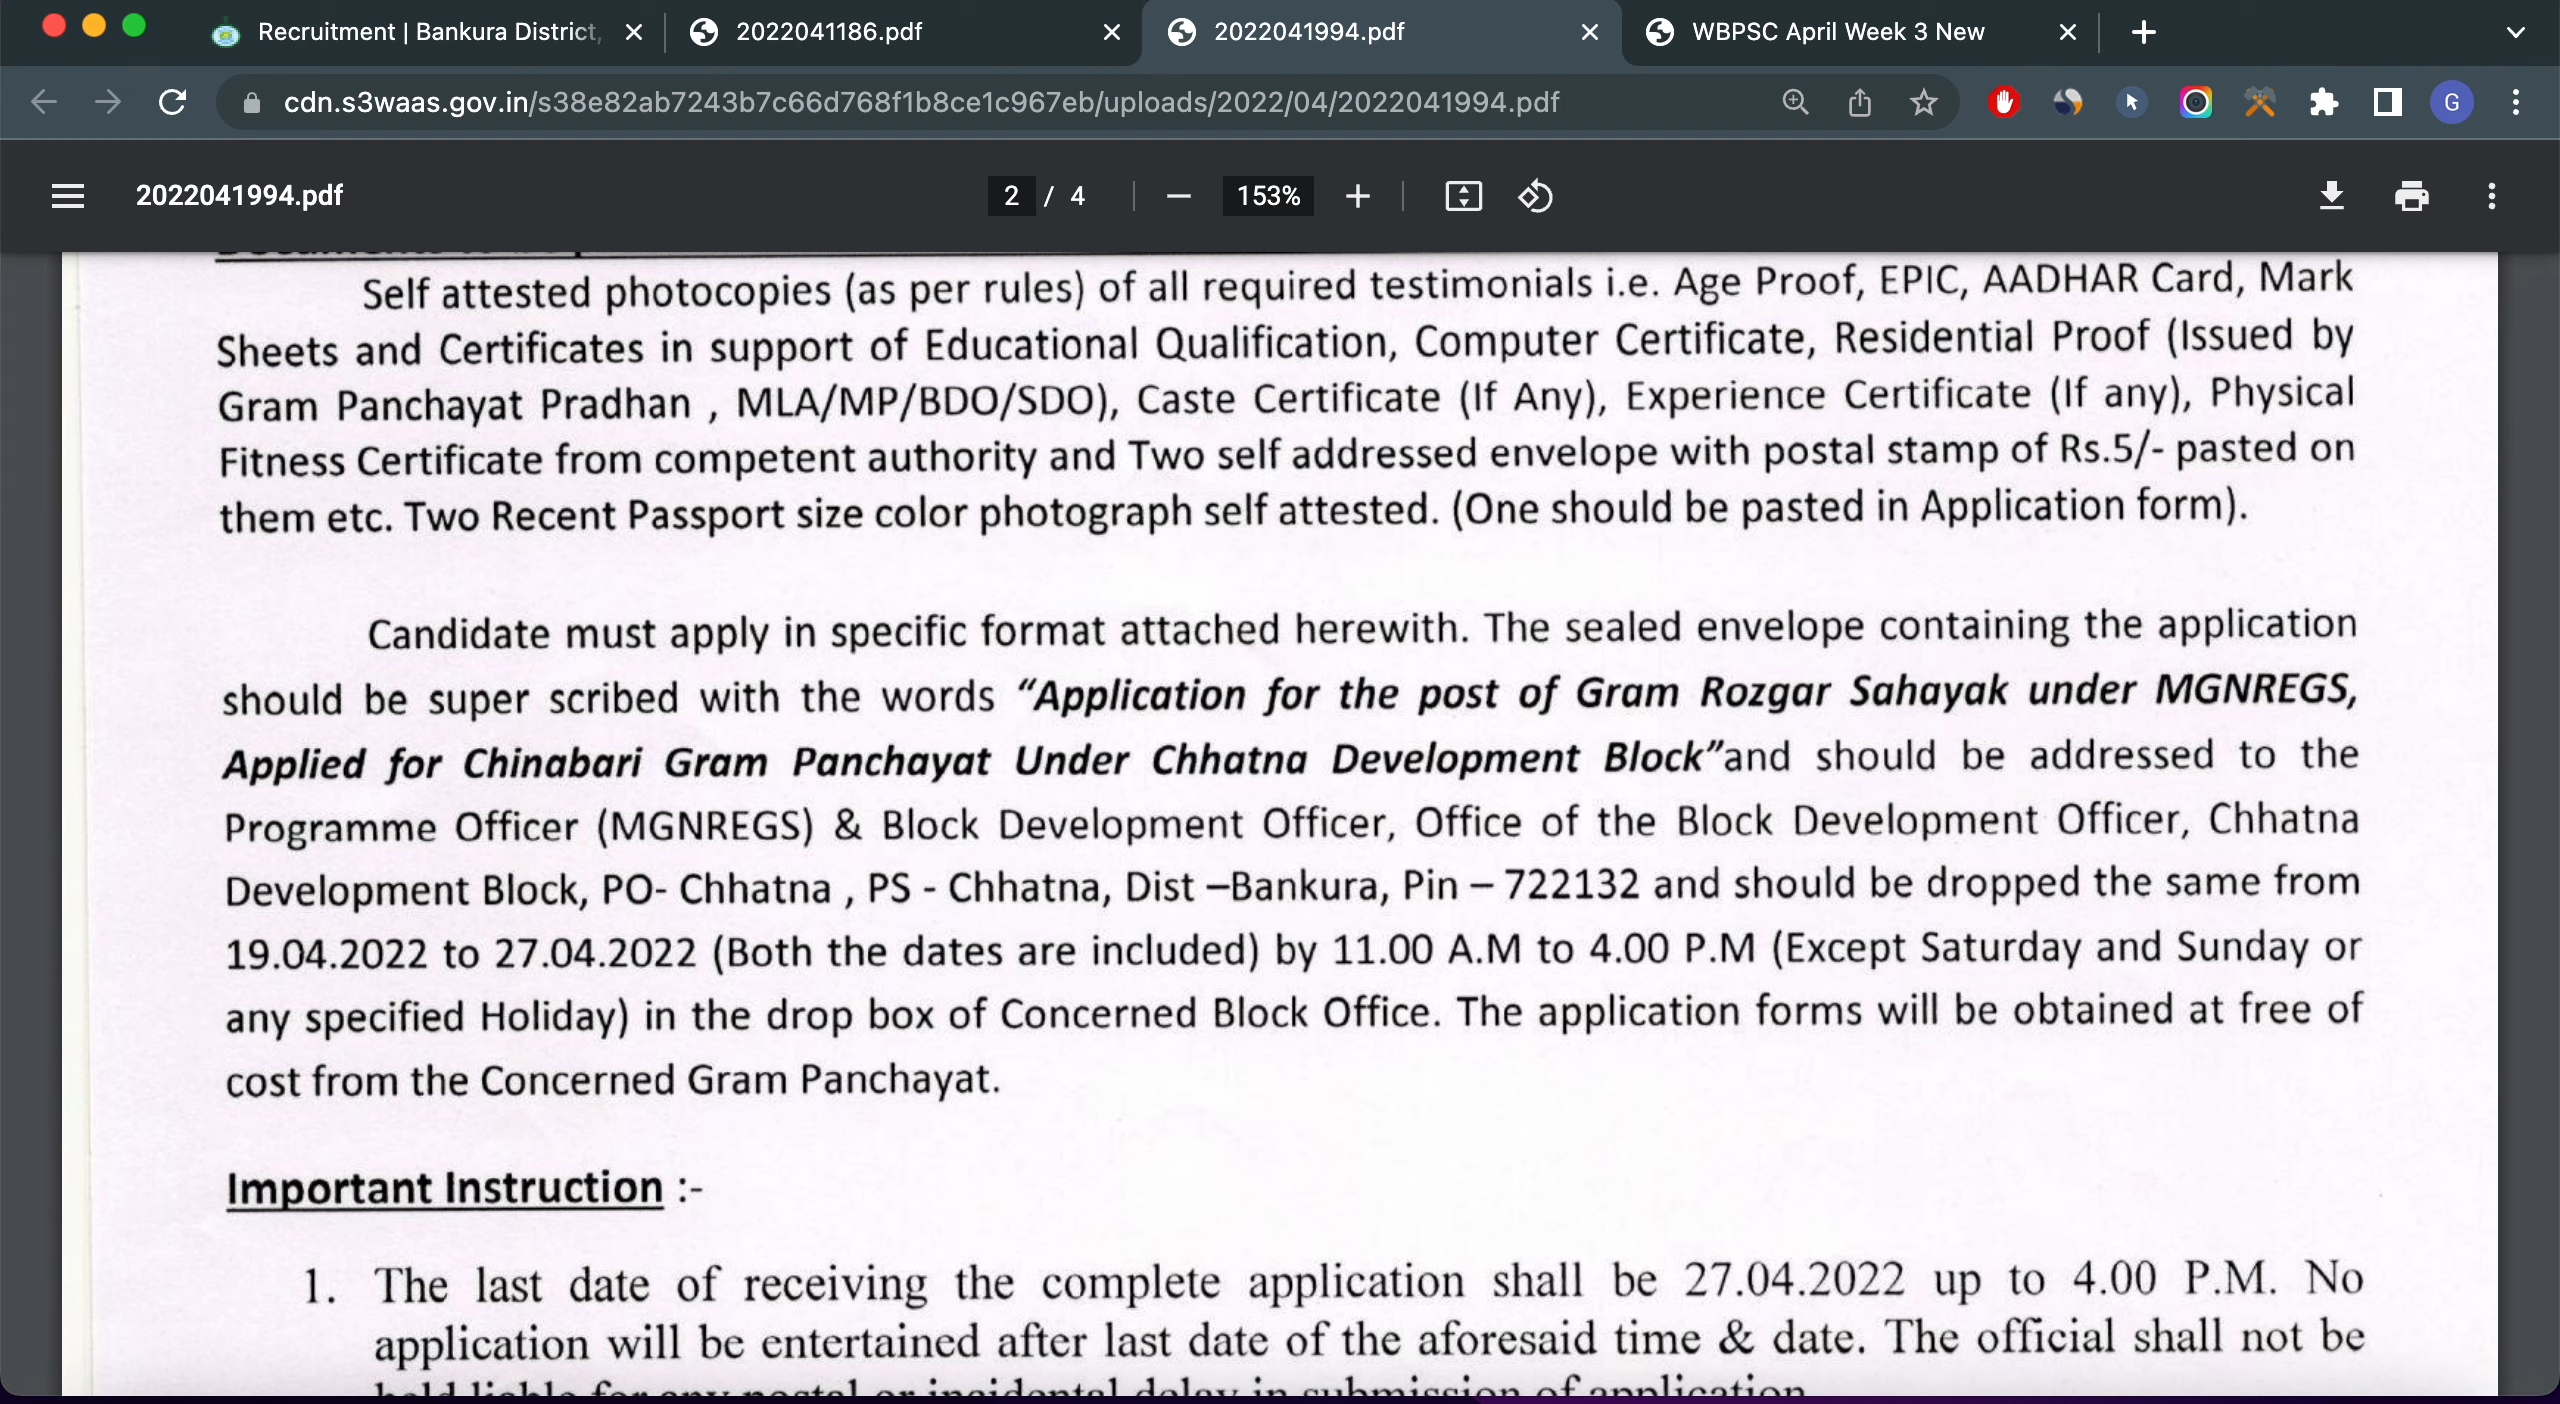 Recruitment | Bankura District,
2022041186.pdf
2022041994.pdf
WBPSC April Week 3 New
cdn.s3waas.gov.in/s38e82ab7243b7c66d768f1b8ce1c967eb/uploads/2022/04/2022041994.pdf
G
2022041994.pdf
2 / 4
153%
Self attested photocopies (as per rules) of all required testimonials i.e. Age Proof, EPIC, AADHAR Card, Mark
Sheets and Certificates in support of Educational Qualification, Computer Certificate, Residential Proof (Issued by
Gram Panchayat Pradhan , MLA/MP/BDO/SDO), Caste Certificate (If Any), Experience Certificate (If any), Physical
Fitness Certificate from competent authority and Two self addressed envelope with postal stamp of Rs.5/- pasted on
them etc. Two Recent Passport size color photograph self attested. (One should be pasted in Application form).
Candidate must apply in specific format attached herewith. The sealed envelope containing the application
should be super scribed with the words “Application for the post of Gram Rozgar Sahayak under MGNREGS,
Applied for Chinabari Gram Panchayat Under Chhatna Development Block”and should be addressed to the
Programme Officer (MGNREGS) & Block Development Officer, Office of the Block Development Officer, Chhatna
Development Block, PO- Chhatna , PS - Chhatna, Dist –Bankura, Pin – 722132 and should be dropped the same from
19.04.2022 to 27.04.2022 (Both the dates are included) by 11.00 A.M to 4.00 P.M (Except Saturday and Sunday or
any specified Holiday) in the drop box of Concerned Block Office. The application forms will be obtained at free of
cost from the Concerned Gram Panchayat.
Important Instruction :-
1. The last date of receiving the complete application shall be 27.04.2022 up to 4.00 P.M. No
application will be entertained after last date of the aforesaid time & date. The official shall not be
held liable for any postal or incidental delay in submission of application